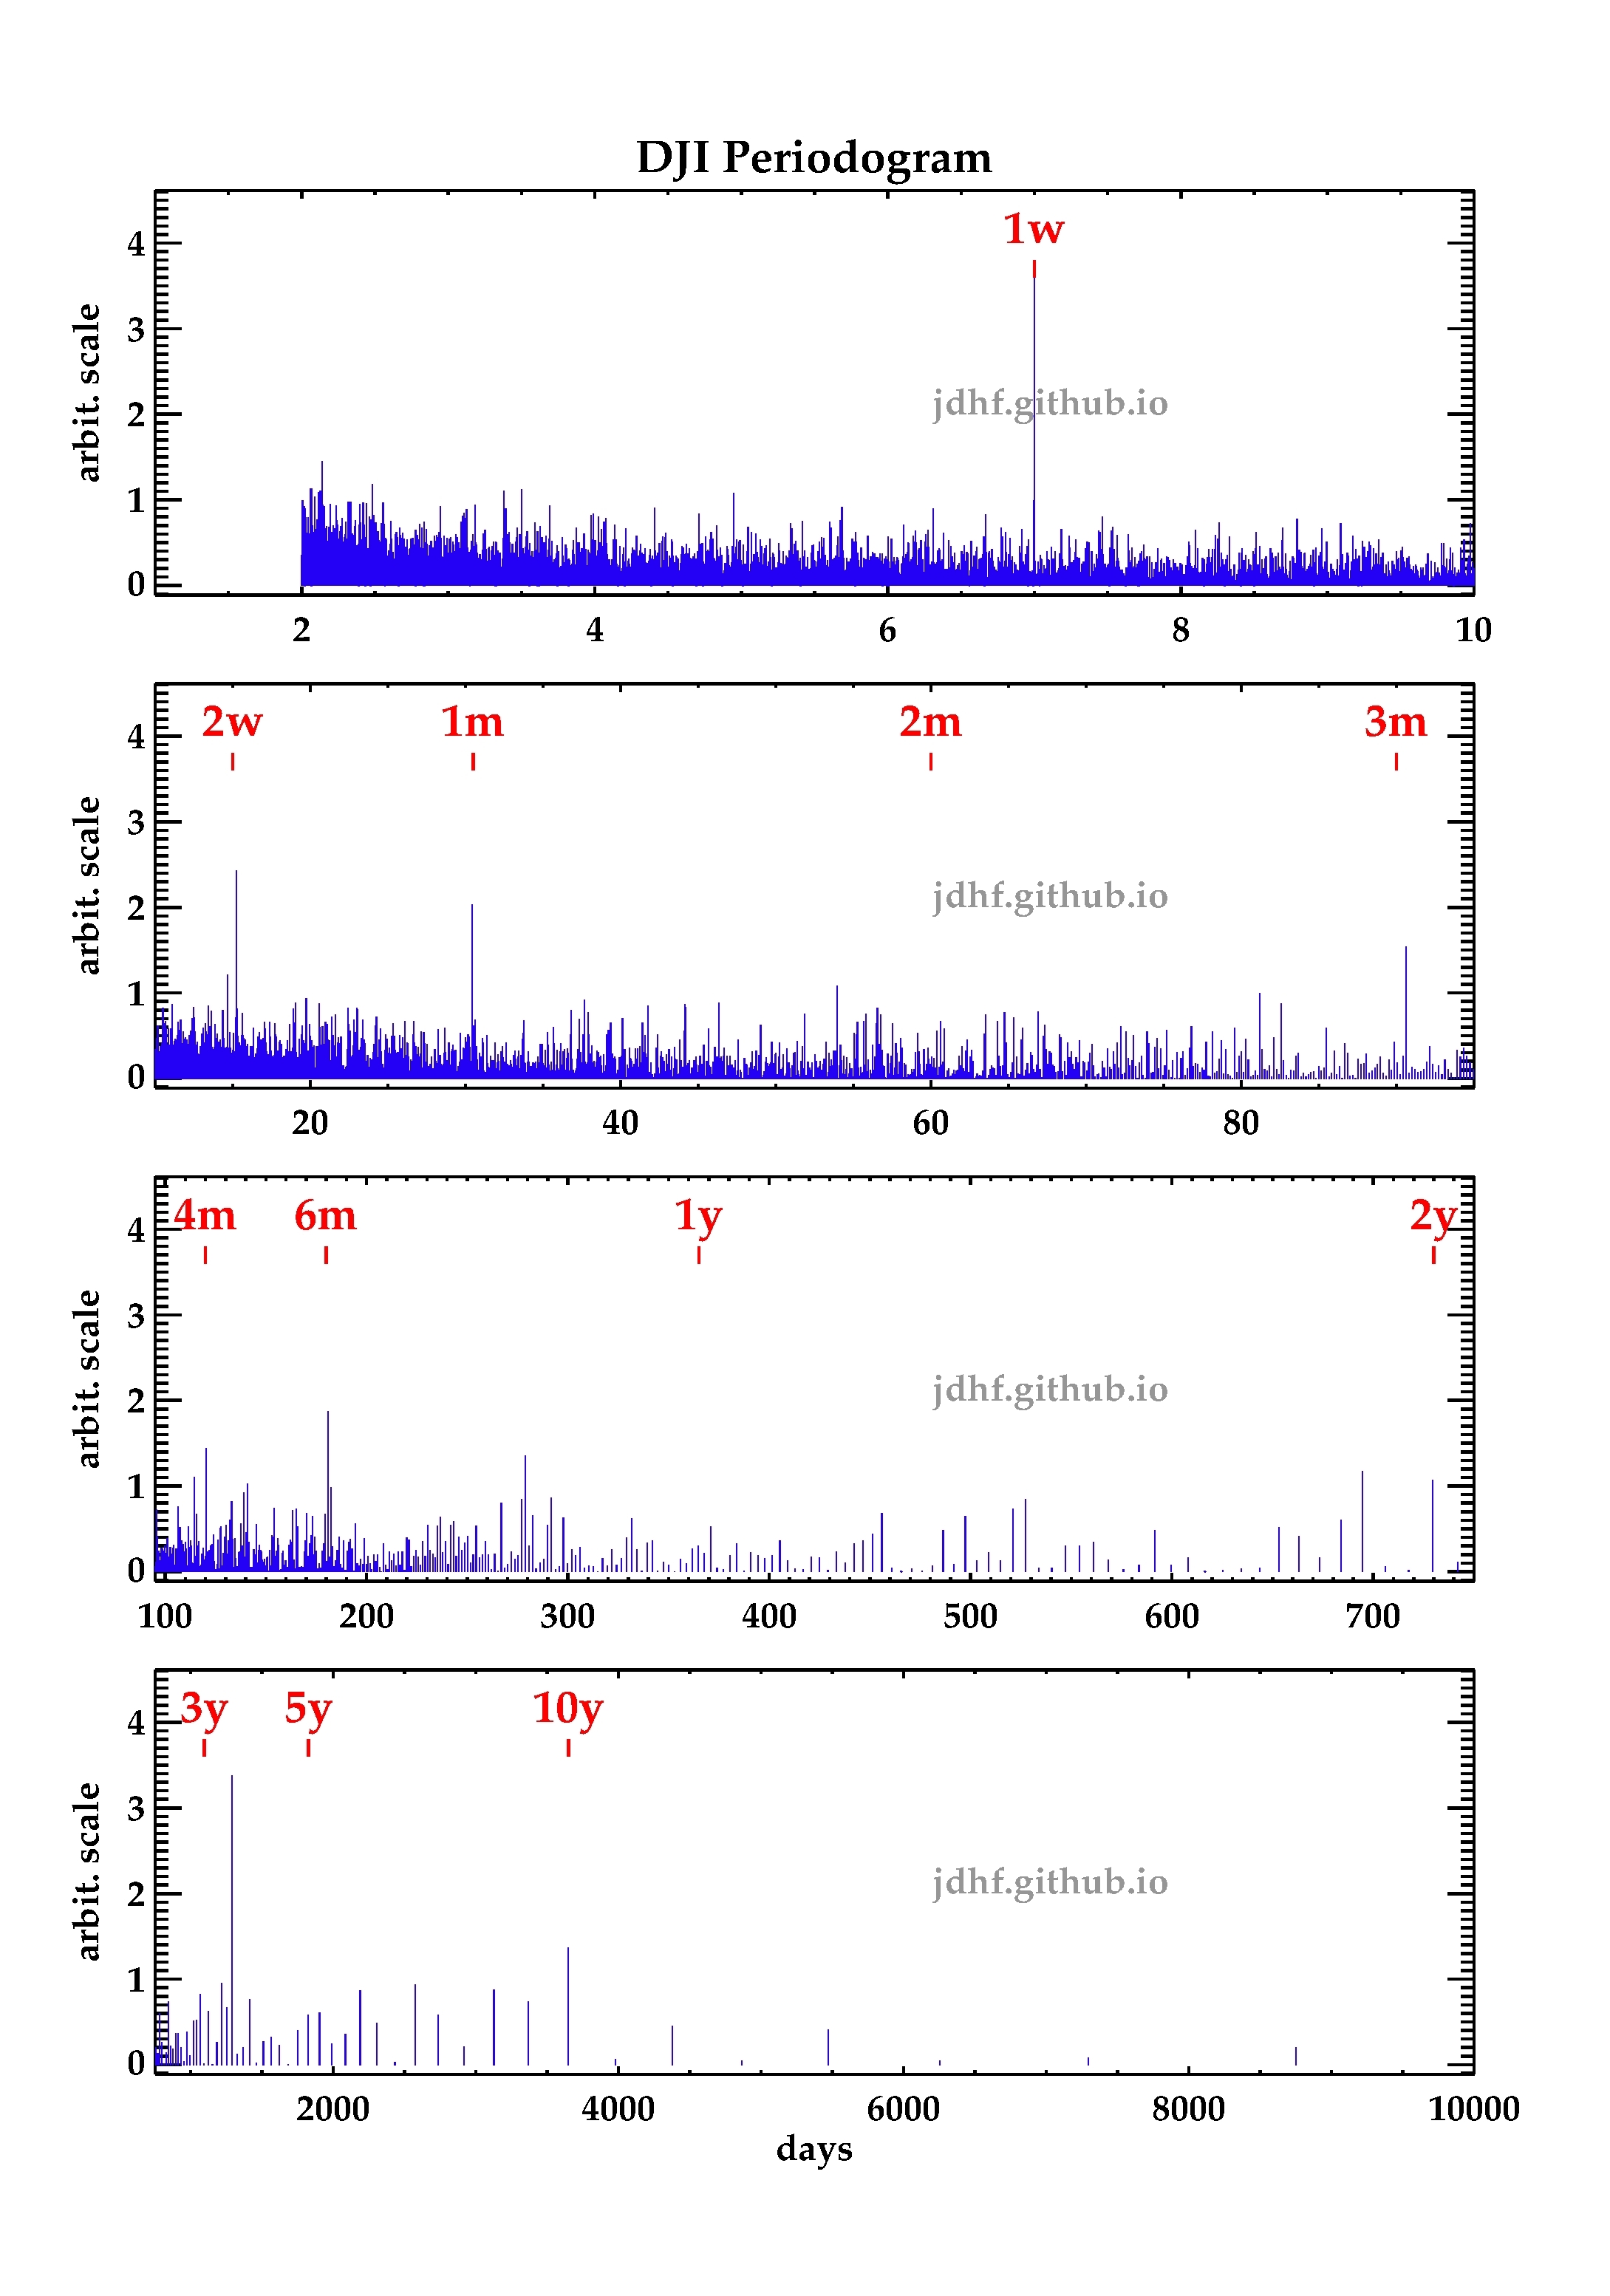 DJI Periodogram
1w
4
3
2
1
0
arbit. scale
jdhf.github.io
2 4 6 8 10
2w 1m 2m 3m
4
3
2
1
0
arbit. scale
jdhf.github.io
20 40 60 80
4m 6m 1y 2y
4
3
2
1
0
arbit. scale
jdhf.github.io
100 200 300 400 500 600 700
3y 5y 10y
4
3
2
1
0
arbit. scale
jdhf.github.io
2000 4000 6000 8000 10000
days